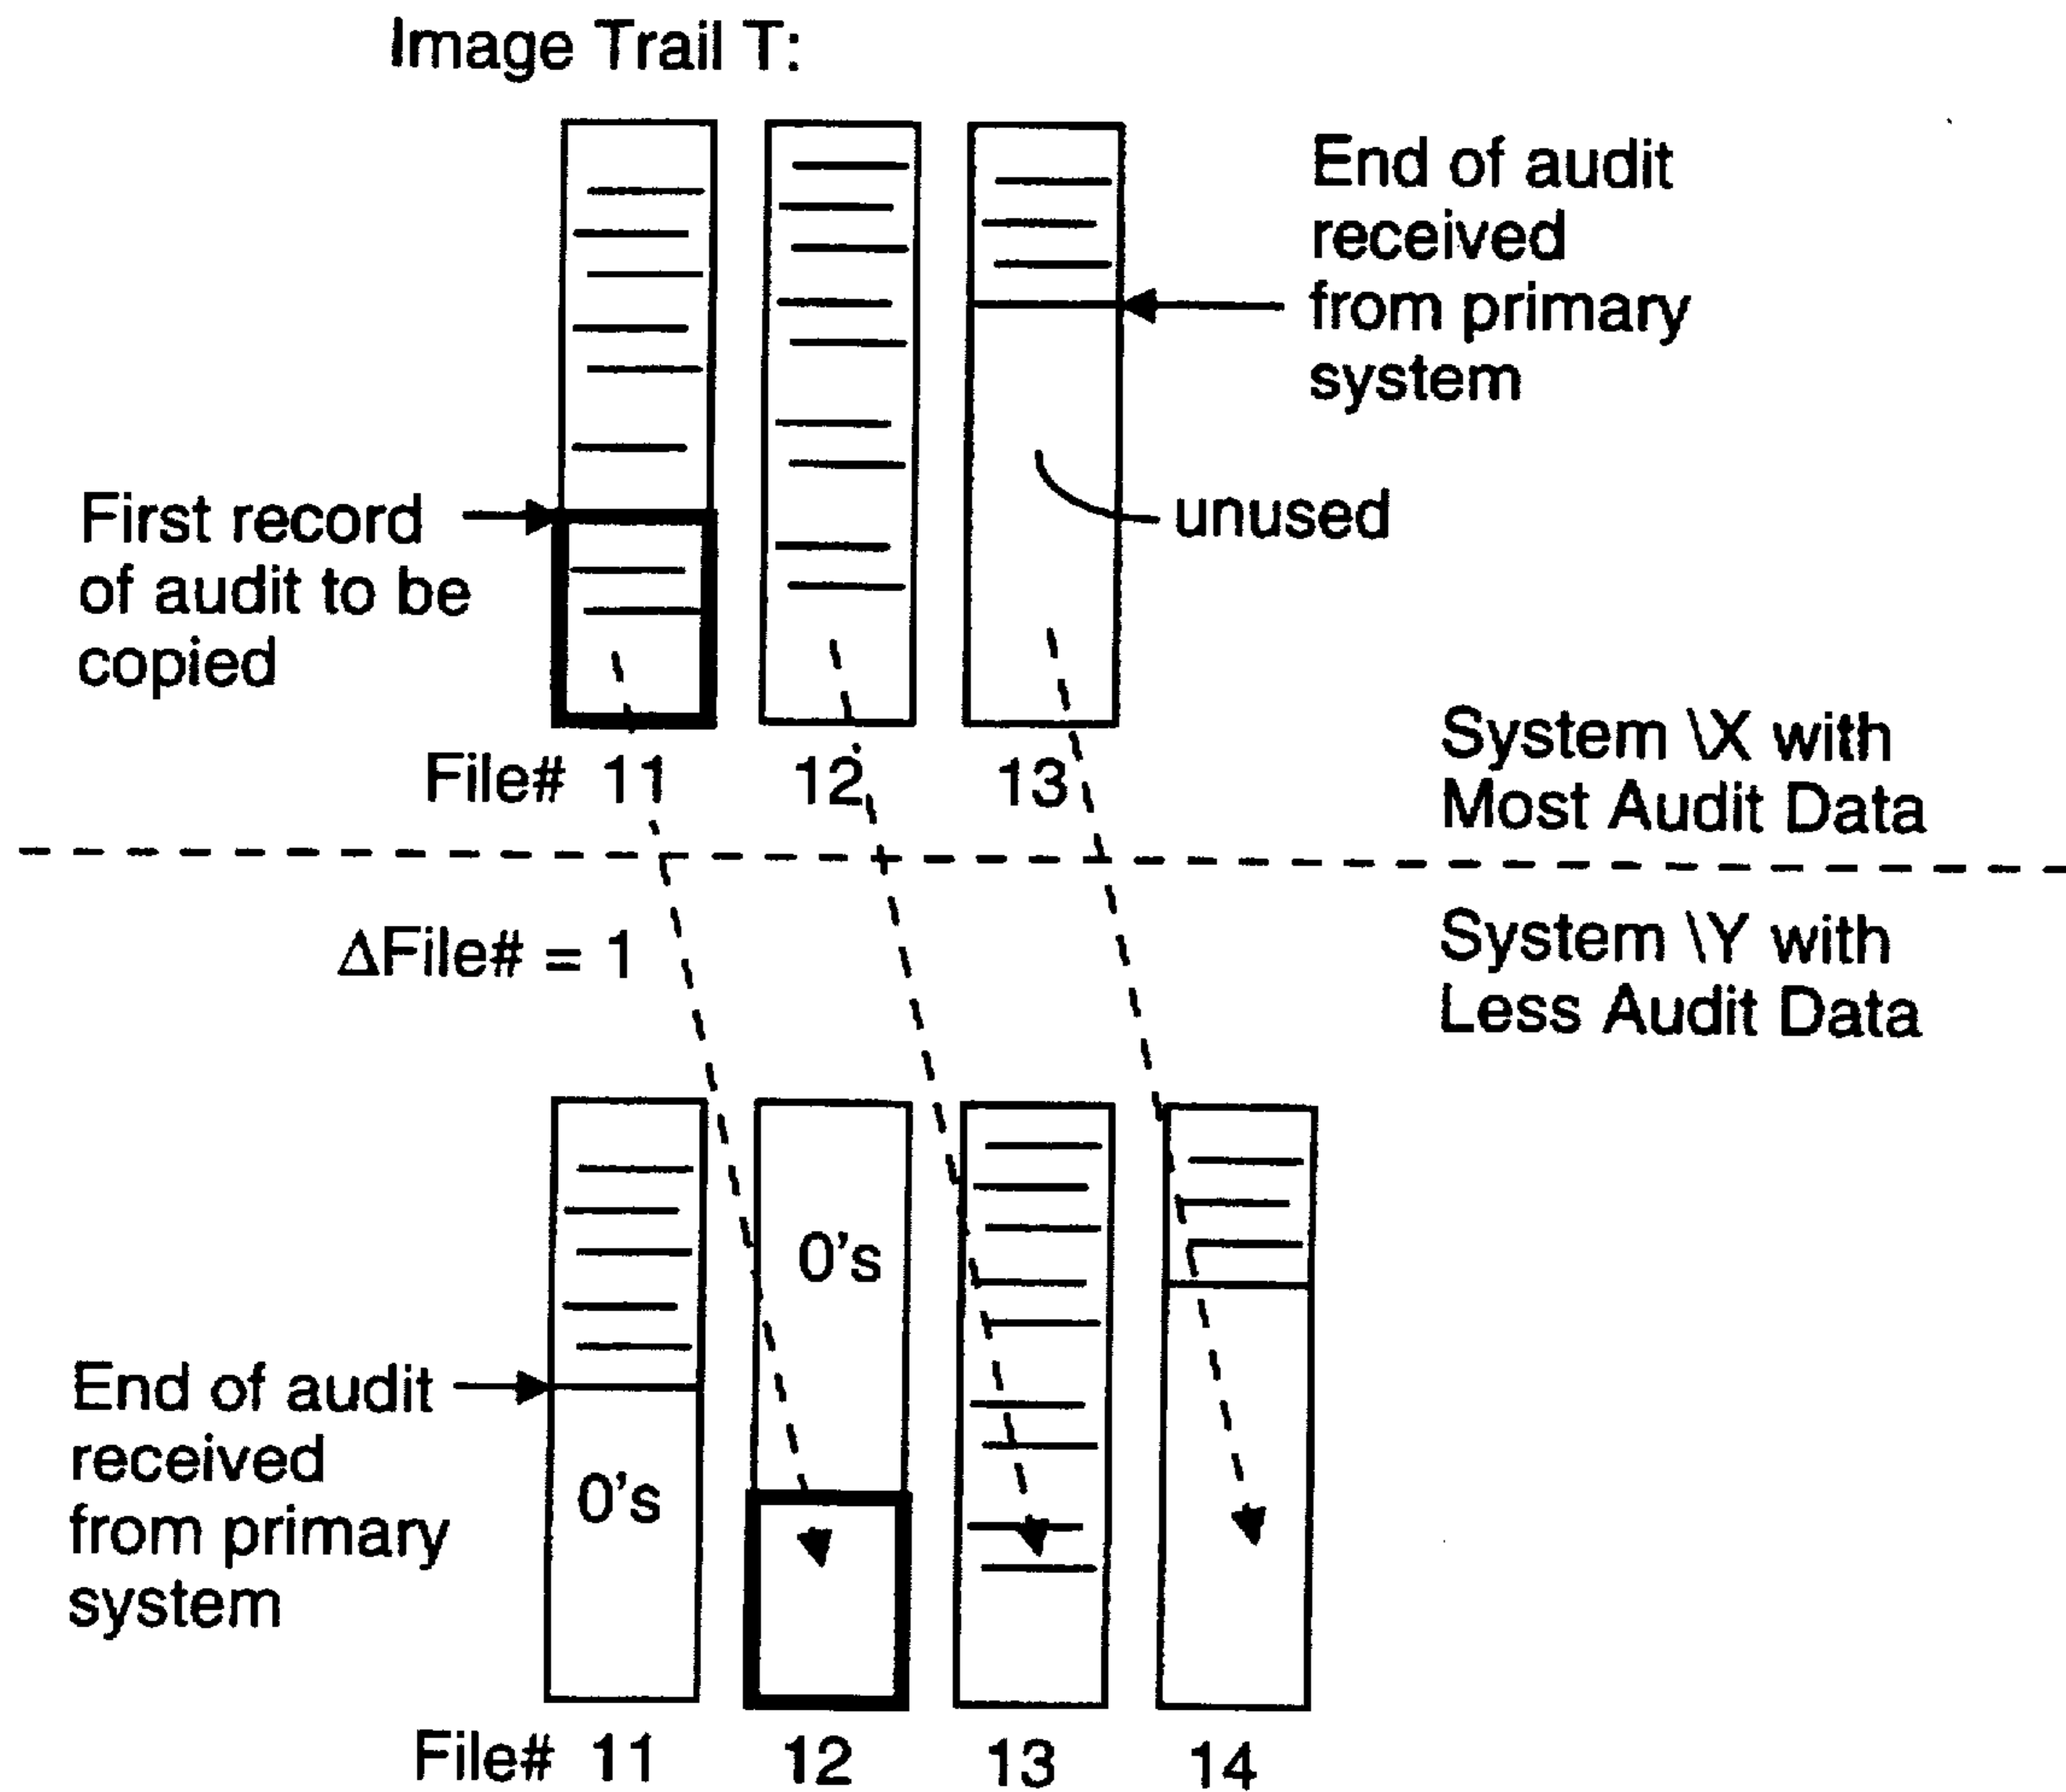 Image Trail T:
End of audit
received
from primary
system
unused
First record
of audit to be
copied
File# 11 12 13
System \X with
Most Audit Data
ΔFile# = 1
System \Y with
Less Audit Data
0's
End of audit
received
from primary
system
0's
File# 11 12 13 14